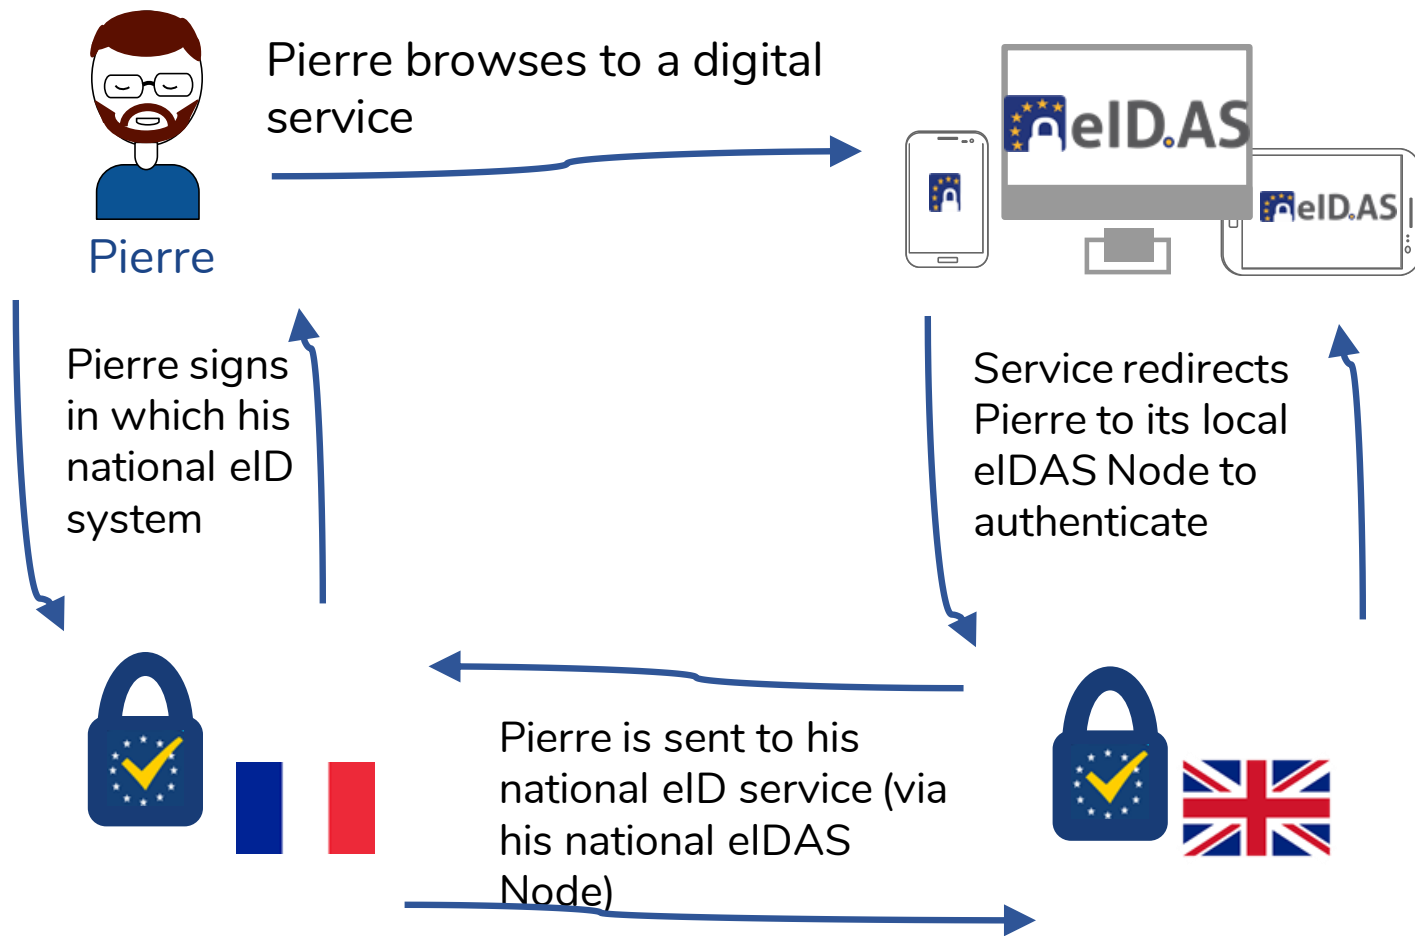 Pierre browses to a digital
service
eID.AS
eID.AS
Pierre
Pierre signs
in which his
national eID
system
Service redirects
Pierre to its local
eIDAS Node to
authenticate
Pierre is sent to his
national eID service (via
his national eIDAS
Node)